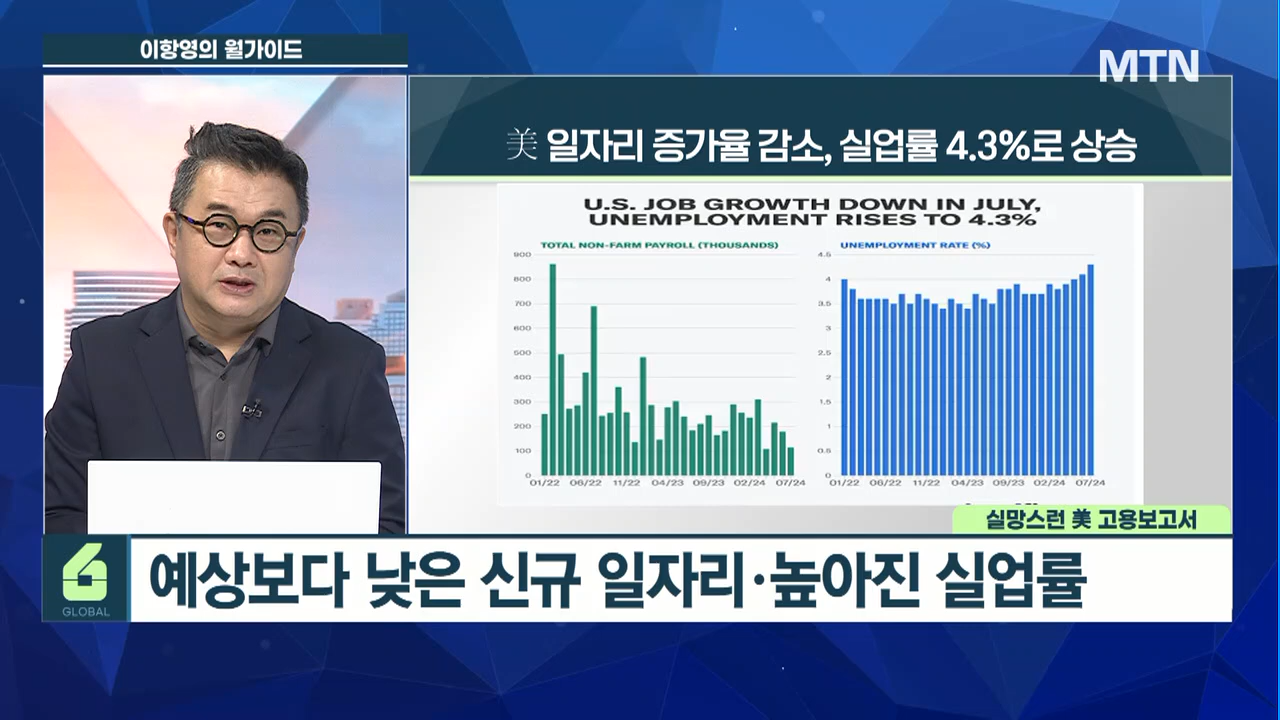 이항영의 월가이드
MTN
美 일자리 증가율 감소, 실업률 4.3%로 상승
U.S. JOB GROWTH DOWN IN JULY,
UNEMPLOYMENT RISES TO 4.3%
TOTAL NON-FARM PAYROLL (THOUSANDS)
900
800
700
600
500
400
300
200
100
0
01/22 06/22 11/22 04/23 09/23 02/24 07/24
UNEMPLOYMENT RATE (%)
4.5
4
3.5
3
2.5
2
1.5
1
0.5
0
01/22 06/22 11/22 04/23 09/23 02/24 07/24
실망스런 美 고용보고서
6
GLOBAL
예상보다 낮은 신규 일자리·높아진 실업률